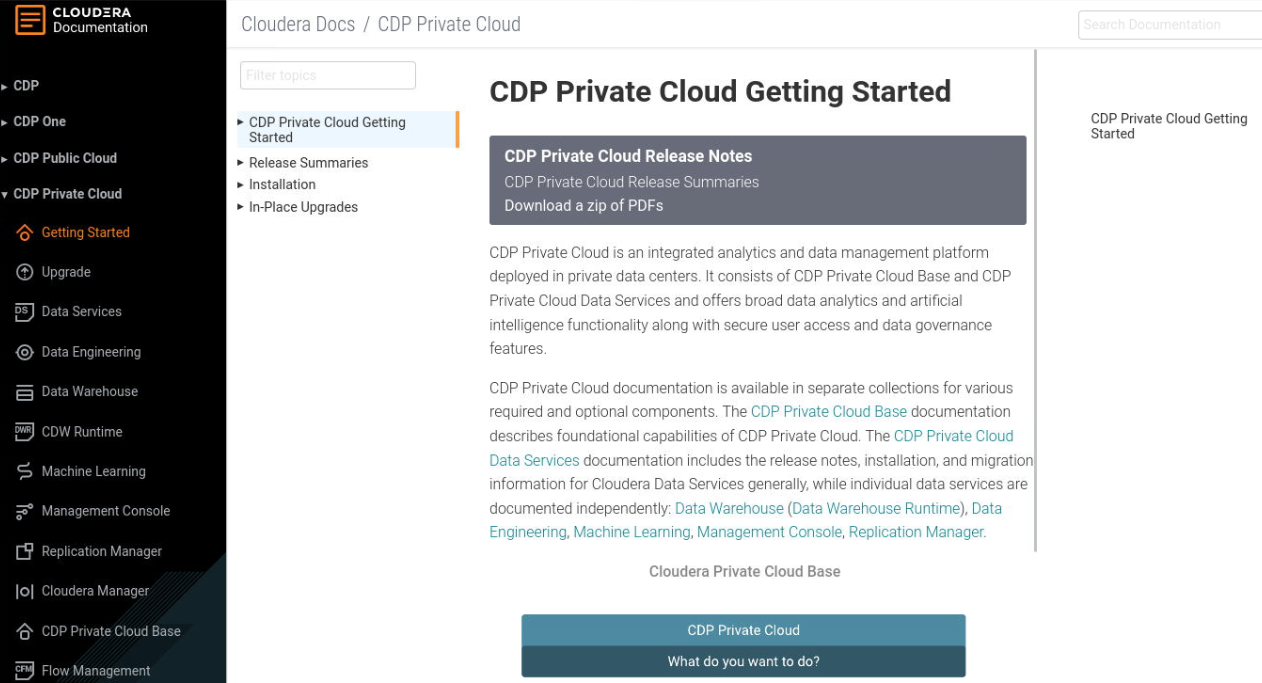 CLOUDERA
Documentation
CDP
CDP One
CDP Public Cloud
CDP Private Cloud
Getting Started
Upgrade
DS Data Services
Data Engineering
Data Warehouse
DWR CDW Runtime
Machine Learning
Management Console
Replication Manager
Cloudera Manager
CDP Private Cloud Base
CFM Flow Management
Cloudera Docs / CDP Private Cloud
Search Documentation
Filter topics
CDP Private Cloud Getting
Started
Release Summaries
Installation
In-Place Upgrades
CDP Private Cloud Getting Started
CDP Private Cloud Release Notes
CDP Private Cloud Release Summaries
Download a zip of PDFs
CDP Private Cloud is an integrated analytics and data management platform
deployed in private data centers. It consists of CDP Private Cloud Base and CDP
Private Cloud Data Services and offers broad data analytics and artificial
intelligence functionality along with secure user access and data governance
features.
CDP Private Cloud documentation is available in separate collections for various
required and optional components. The CDP Private Cloud Base documentation
describes foundational capabilities of CDP Private Cloud. The CDP Private Cloud
Data Services documentation includes the release notes, installation, and migration
information for Cloudera Data Services generally, while individual data services are
documented independently: Data Warehouse (Data Warehouse Runtime), Data
Engineering, Machine Learning, Management Console, Replication Manager.
Cloudera Private Cloud Base
CDP Private Cloud
What do you want to do?
CDP Private Cloud Getting
Started